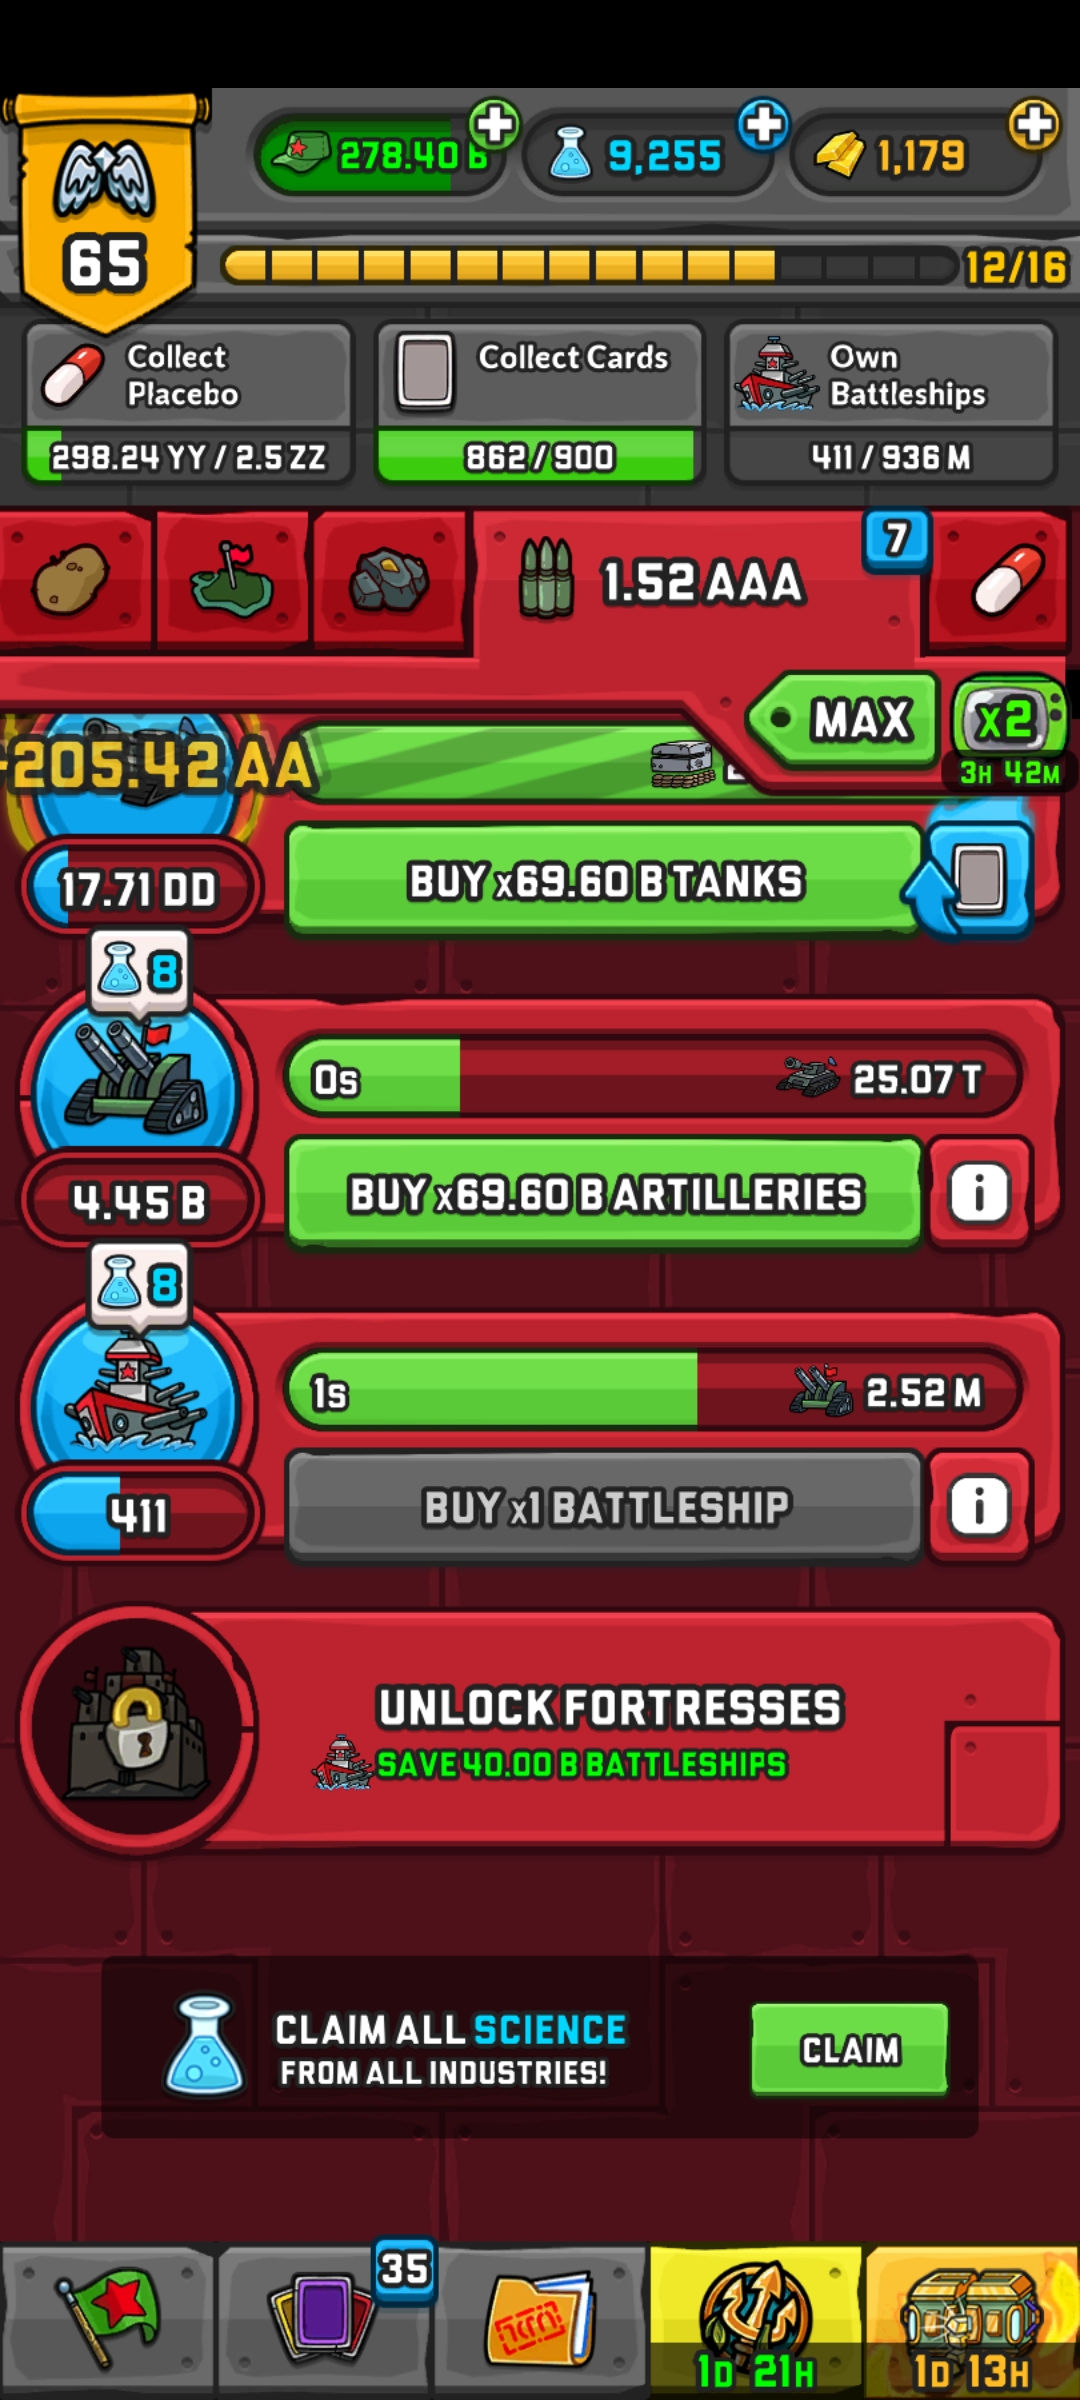 278.40 B
9,255
1,179
65
12/16
Collect
Placebo
298.24 YY / 2.5 ZZ
Collect Cards
862/900
Own
Battleships
411 / 936 M
1.52 AAA
7
MAX
x2
3H 42M
-205.42 AA
17.71 DD
BUY x69.60 B TANKS
8
0s
25.07 T
4.45 B
BUY x69.60 B ARTILLERIES
8
1s
2.52 M
411
BUY x1 BATTLESHIP
UNLOCK FORTRESSES
SAVE 40.00 B BATTLESHIPS
CLAIM ALL SCIENCE
FROM ALL INDUSTRIES!
CLAIM
35
1D 21H
1D 13H